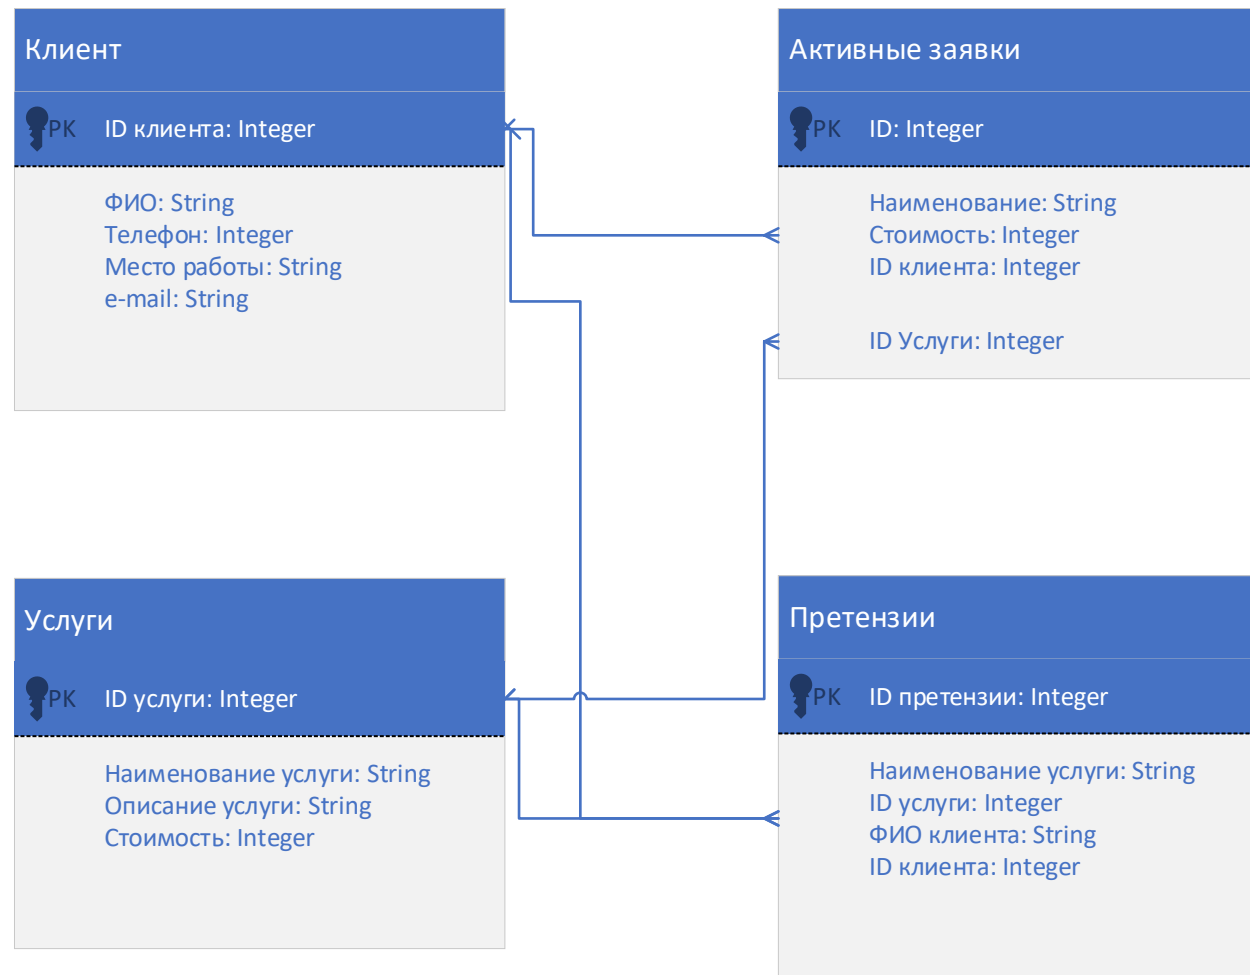 Клиент
PK ID клиента: Integer
ФИО: String
Телефон: Integer
Место работы: String
e-mail: String
Активные заявки
PK ID: Integer
Наименование: String
Стоимость: Integer
ID клиента: Integer
ID Услуги: Integer
Услуги
PK ID услуги: Integer
Наименование услуги: String
Описание услуги: String
Стоимость: Integer
Претензии
PK ID претензии: Integer
Наименование услуги: String
ID услуги: Integer
ФИО клиента: String
ID клиента: Integer